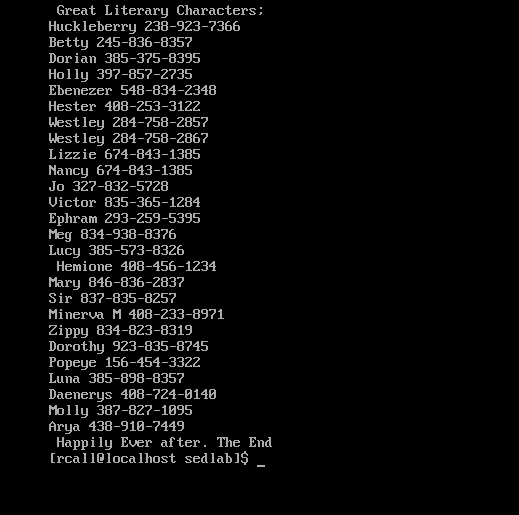 Great Literary Characters;
Huckleberry 238-923-7366
Betty 245-836-8357
Dorian 385-375-8395
Holly 397-857-2735
Ebenezer 548-834-2348
Hester 408-253-3122
Westley 284-758-2857
Westley 284-758-2867
Lizzie 674-843-1385
Nancy 674-843-1385
Jo 327-832-5728
Victor 835-365-1284
Ephram 293-259-5395
Meg 834-938-8376
Lucy 385-573-8326
Hemione 408-456-1234
Mary 846-836-2837
Sir 837-835-8257
Minerva M 408-233-8971
Zippy 834-823-8319
Dorothy 923-835-8745
Popeye 156-454-3322
Luna 385-898-8357
Daenerys 408-724-0140
Molly 387-827-1095
Arya 438-910-7449
Happily Ever after. The End
[rcall@localhost sedlab]$ _